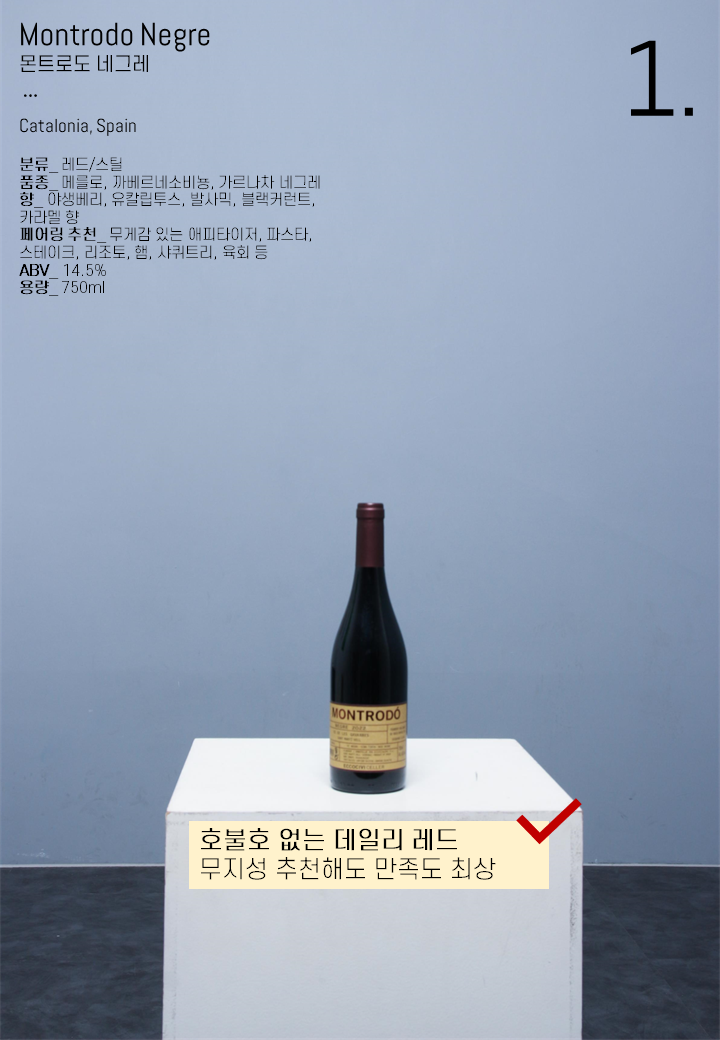 Montrodo Negre
몬트로도 네그레
...
Catalonia, Spain
1.
분류_ 레드/스틸
품종_ 메를로, 까베르네소비뇽, 가르나차 네그레
향_ 야생베리, 유칼립투스, 발사믹, 블랙커런트,
카라멜 향
페어링 추천_ 무게감 있는 애피타이저, 파스타,
스테이크, 리조토, 햄, 샤퀴트리, 육회 등
ABV_ 14.5%
용량_ 750ml
MONTRODÓ
호불호 없는 데일리 레드
무지성 추천해도 만족도 최상